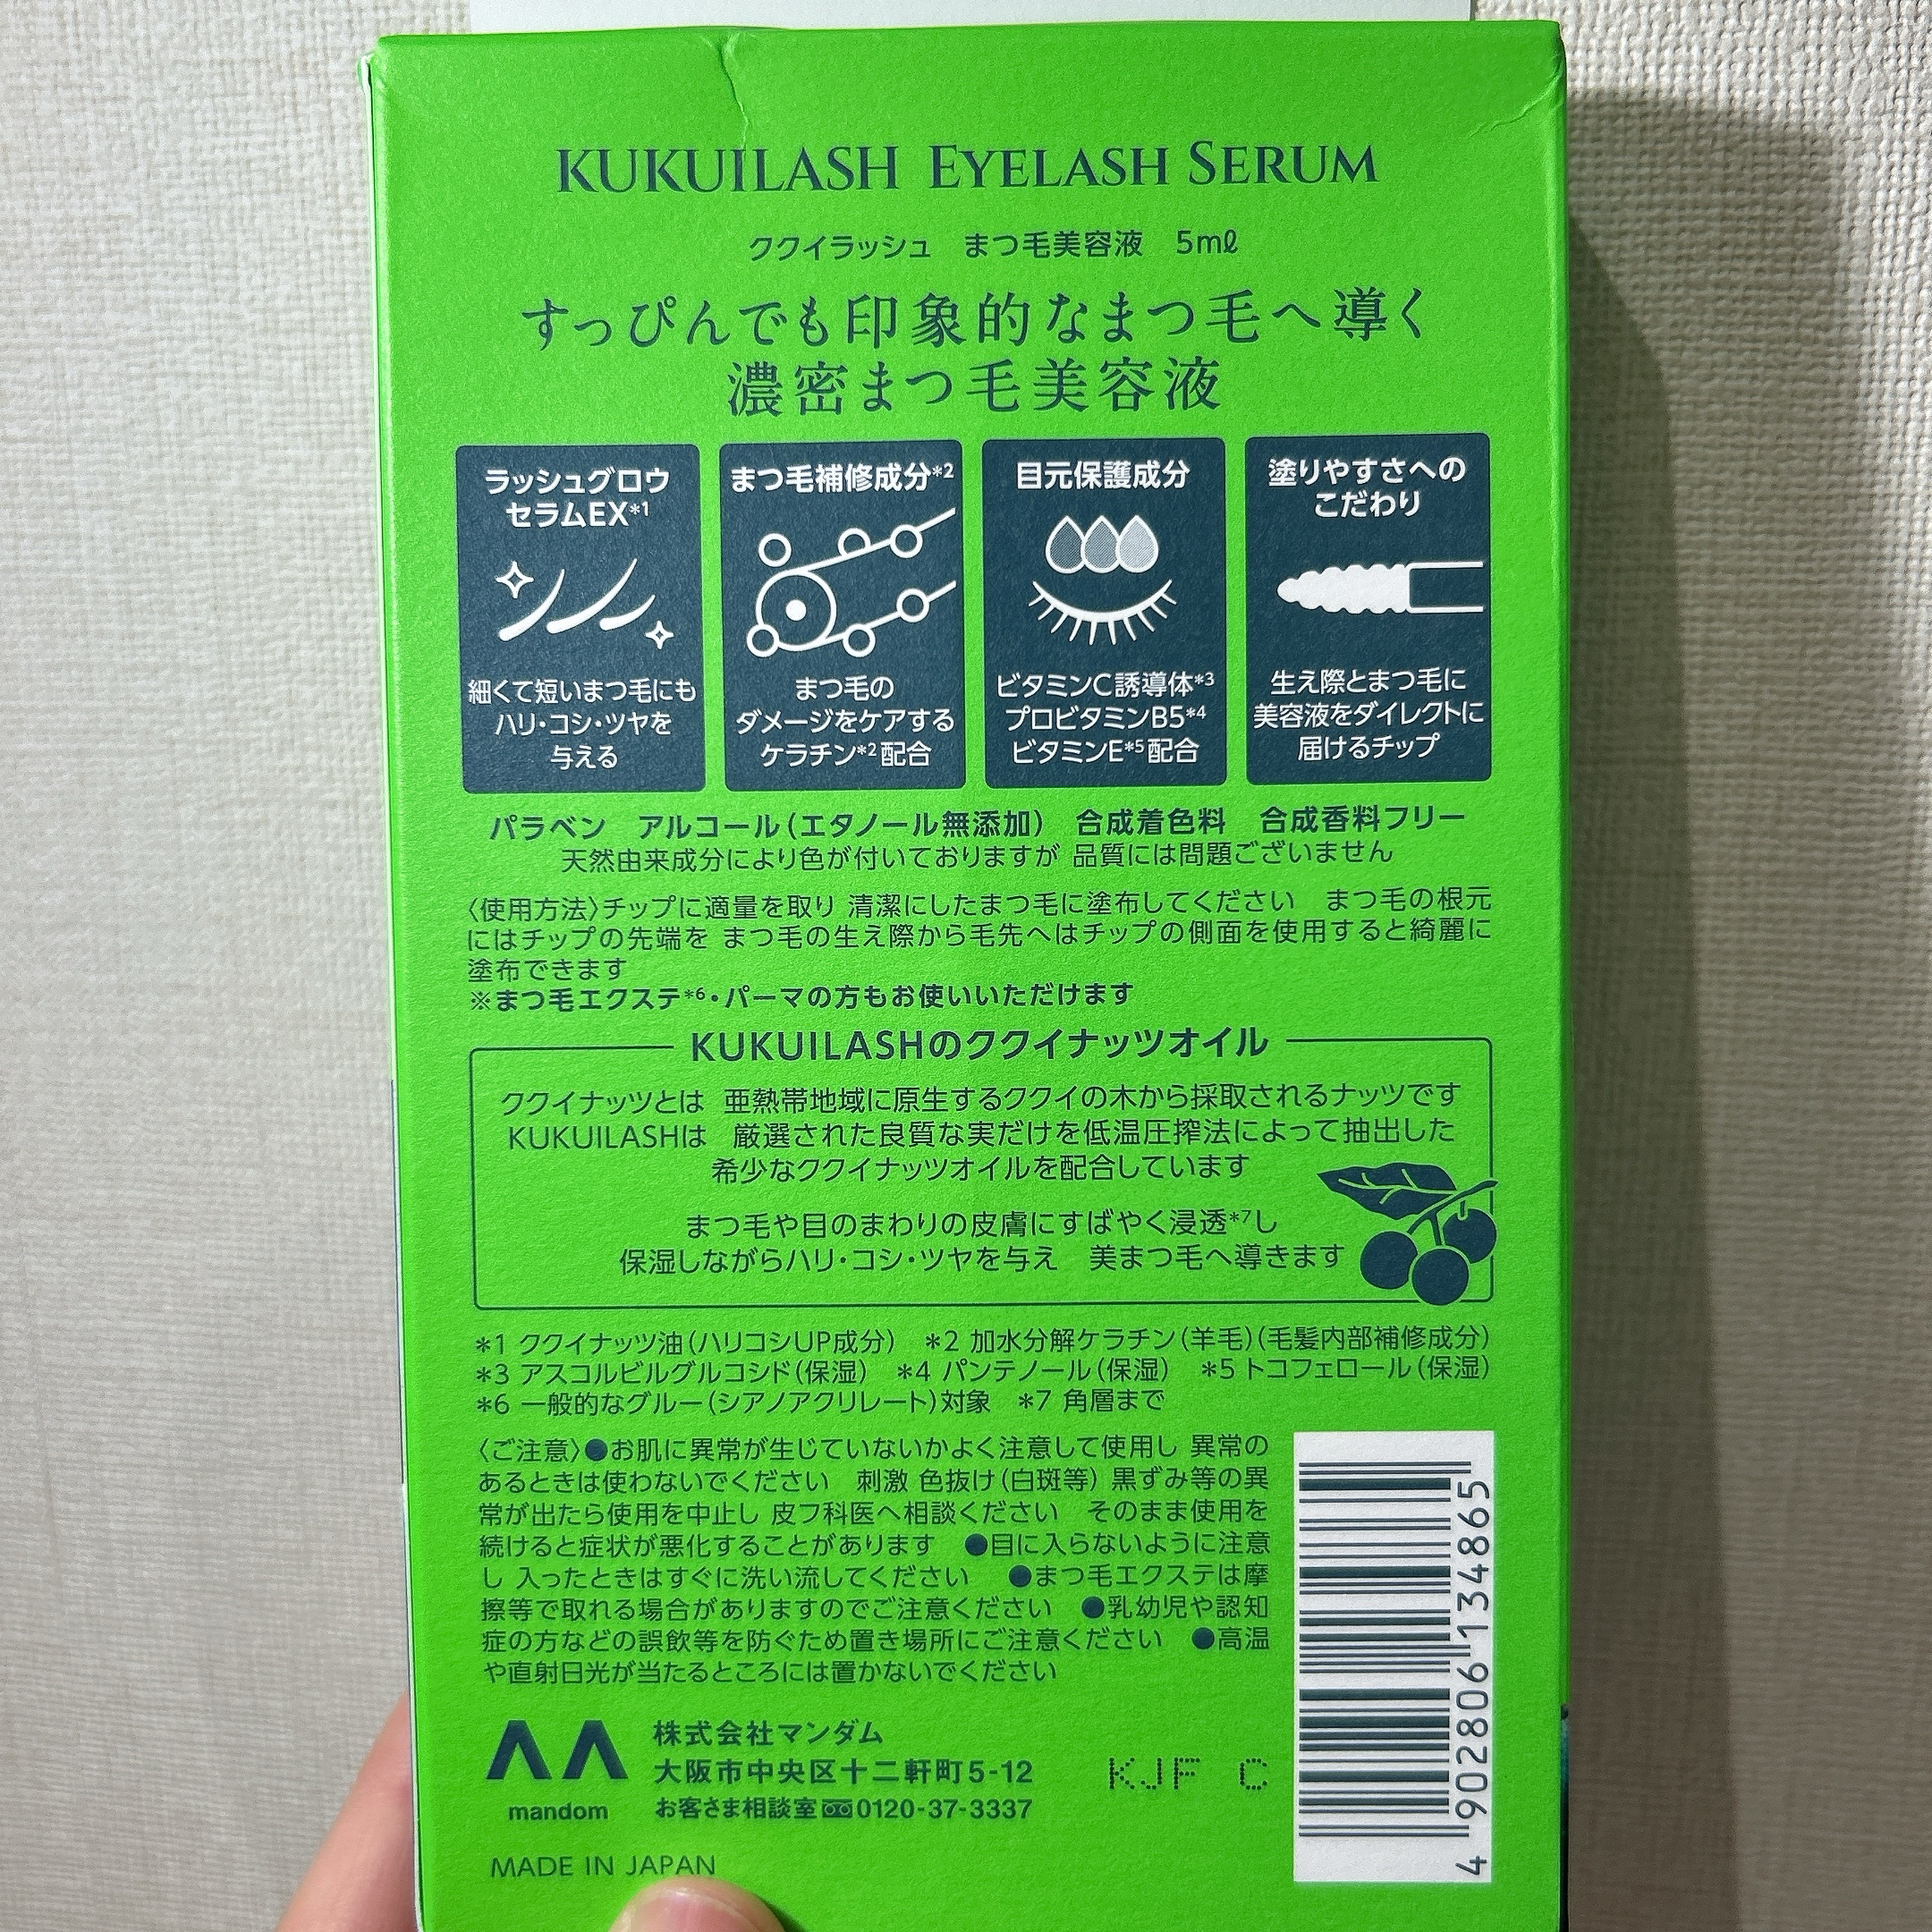 KUKUILASH EYELASH SERUM
ククイラッシュ　まつ毛美容液　5mℓ
すっぴんでも印象的なまつ毛へ導く
濃密まつ毛美容液
ラッシュグロウ
セラムEX*1
細くて短いまつ毛にも
ハリ・コシ・ツヤを
与える
まつ毛補修成分*2
まつ毛の
ダメージをケアする
ケラチン*2配合
目元保護成分
ビタミンC誘導体*3
プロビタミンB5*4
ビタミンE*5配合
塗りやすさへの
こだわり
生え際とまつ毛に
美容液をダイレクトに
届けるチップ
パラベン　アルコール（エタノール無添加）　合成着色料　合成香料フリー
天然由来成分により色が付いておりますが 品質には問題ございません
〈使用方法〉チップに適量を取り 清潔にしたまつ毛に塗布してください　まつ毛の根元
にはチップの先端を まつ毛の生え際から毛先へはチップの側面を使用すると綺麗に
塗布できます
※まつ毛エクステ*6・パーマの方もお使いいただけます
KUKUILASHのククイナッツオイル
ククイナッツとは 亜熱帯地域に原生するククイの木から採取されるナッツです
KUKUILASHは　厳選された良質な実だけを低温圧搾法によって抽出した
希少なククイナッツオイルを配合しています
まつ毛や目のまわりの皮膚にすばやく浸透*7し
保湿しながらハリ・コシ・ツヤを与え　美まつ毛へ導きます
*1 ククイナッツ油（ハリコシUP成分）　*2 加水分解ケラチン（羊毛）（毛髪内部補修成分）
*3 アスコルビルグルコシド（保湿）　*4 パンテノール（保湿）　*5 トコフェロール（保湿）
*6 一般的なグルー（シアノアクリレート）対象　*7 角層まで
〈ご注意〉●お肌に異常が生じていないかよく注意して使用し 異常の
あるときは使わないでください　刺激 色抜け（白斑等）黒ずみ等の異
常が出たら使用を中止し 皮フ科医へ相談ください　そのまま使用を
続けると症状が悪化することがあります　●目に入らないように注意
し 入ったときはすぐに洗い流してください　●まつ毛エクステは摩
擦等で取れる場合がありますのでご注意ください　●乳幼児や認知
症の方などの誤飲等を防ぐため置き場所にご注意ください　●高温
や直射日光が当たるところには置かないでください
mandom
株式会社マンダム
大阪市中央区十二軒町5-12
お客さま相談室 0120-37-3337
KJF C
MADE IN JAPAN
4 902806 134865